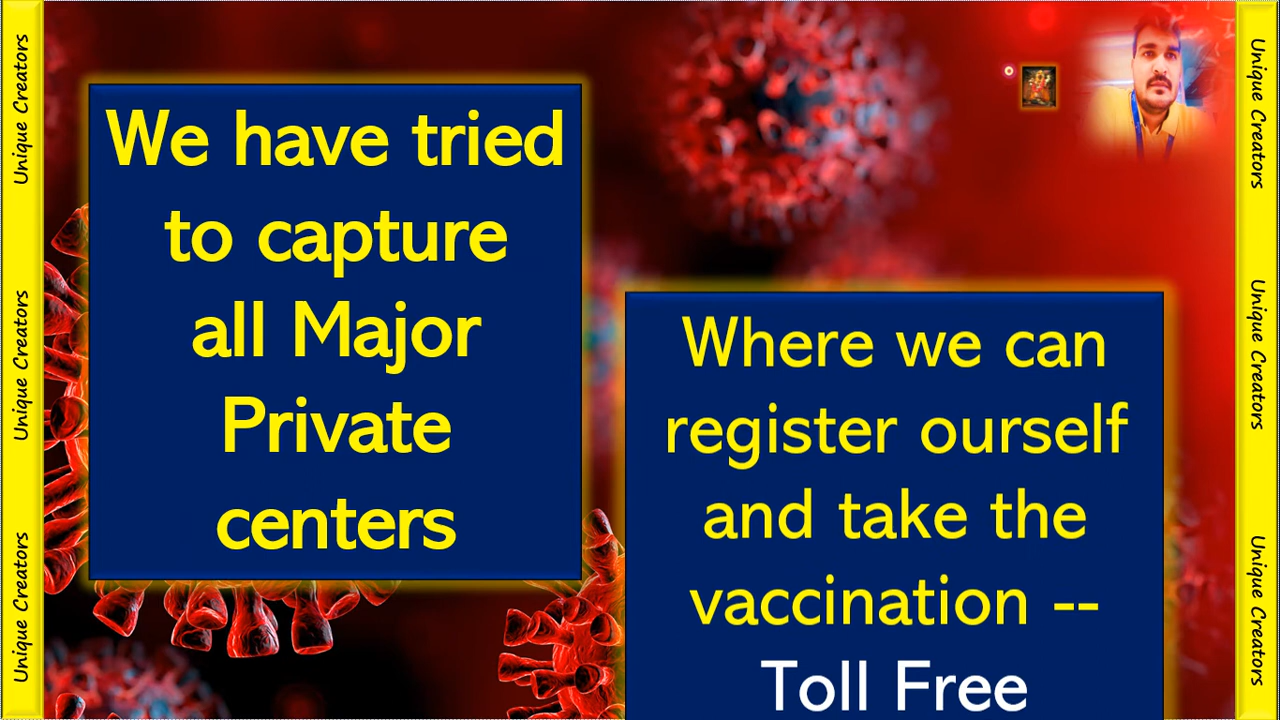 Unique Creators
Unique Creators
Unique Creators
We have tried
to capture
all Major
Private
centers
Where we can
register ourself
and take the
vaccination --
Toll Free
Unique Creators
Unique Creators
Unique Creators